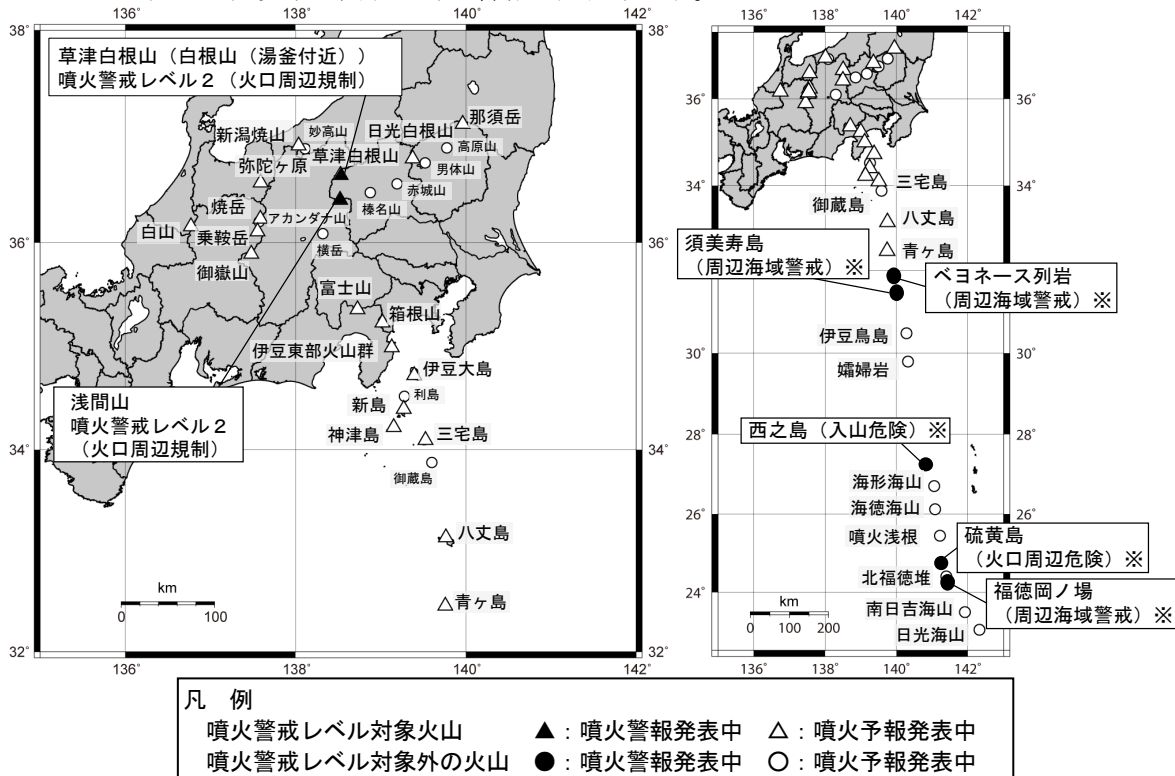 草津白根山(白根山(湯釜付近))
噴火警戒レベル2(火口周辺規制)
新潟焼山
妙高山
弥陀ヶ原
草津白根山
日光白根山
那須岳
高原山
男体山
赤城山
榛名山
焼岳
アカンダナ山
白山
乗鞍岳
横岳
御嶽山
富士山
箱根山
伊豆東部火山群
伊豆大島
利島
新島
神津島
三宅島
御蔵島
八丈島
青ヶ島
浅間山
噴火警戒レベル2
(火口周辺規制)
km
0 100
136° 138° 140° 142°
38°
36°
34°
32°
三宅島
御蔵島
八丈島
青ヶ島
須美寿島
(周辺海域警戒)※
ベヨネース列岩
(周辺海域警戒)※
伊豆鳥島
孀婦岩
西之島(入山危険)※
海形海山
海徳海山
噴火浅根
硫黄島
(火口周辺危険)※
北福徳堆
福徳岡ノ場
(周辺海域警戒)※
南日吉海山
日光海山
km
0 100 200
136° 138° 140° 142°
36° 36°
34° 34°
30° 30°
28° 28°
26° 26°
24° 24°
凡 例
噴火警戒レベル対象火山 ▲:噴火警報発表中 △:噴火予報発表中
噴火警戒レベル対象外の火山 ●:噴火警報発表中 ○:噴火予報発表中